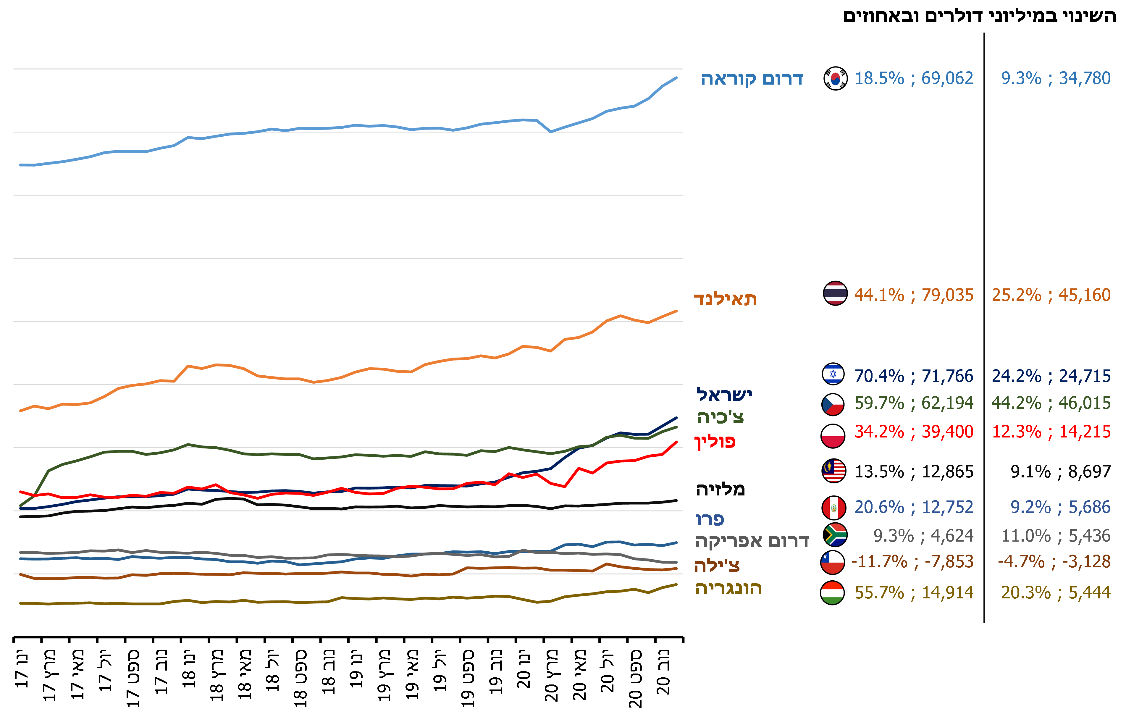 השינוי במיליוני דולרים ובאחוזים
דרום קוראה 18.5% ; 69,062 9.3% ; 34,780
תאילנד 44.1% ; 79,035 25.2% ; 45,160
ישראל 70.4% ; 71,766 24.2% ; 24,715
צ'כיה 59.7% ; 62,194 44.2% ; 46,015
פולין 34.2% ; 39,400 12.3% ; 14,215
מלזיה 13.5% ; 12,865 9.1% ; 8,697
פרו 20.6% ; 12,752 9.2% ; 5,686
דרום אפריקה 9.3% ; 4,624 11.0% ; 5,436
צ'ילה -11.7% ; -7,853 -4.7% ; -3,128
הונגריה 55.7% ; 14,914 20.3% ; 5,444
ינו 17
מרץ 17
מאי 17
יול 17
ספט 17
נוב 17
ינו 18
מרץ 18
מאי 18
יול 18
ספט 18
נוב 18
ינו 19
מרץ 19
מאי 19
יול 19
ספט 19
נוב 19
ינו 20
מרץ 20
מאי 20
יול 20
ספט 20
נוב 20